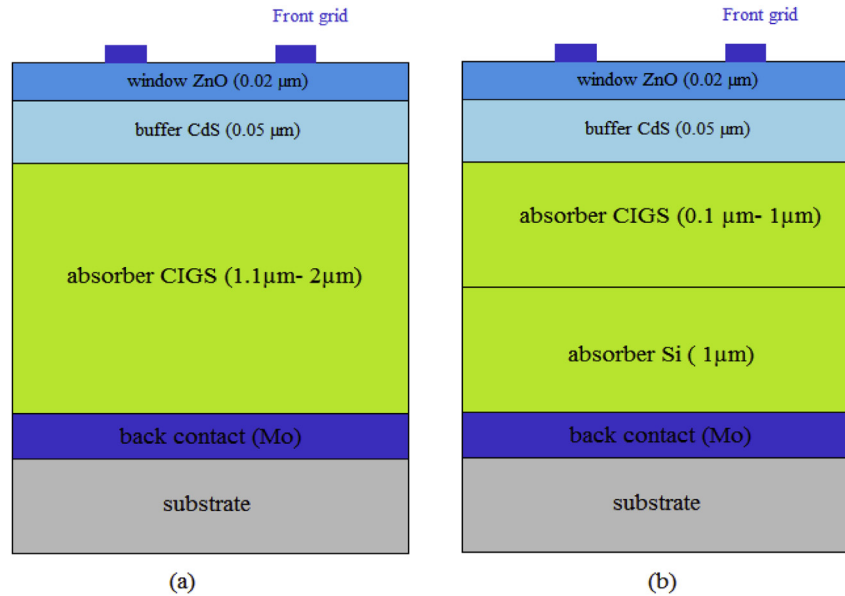 Front grid
window ZnO (0.02 µm)
buffer CdS (0.05 µm)
absorber CIGS (1.1µm- 2µm)
back contact (Mo)
substrate
(a)
Front grid
window ZnO (0.02 µm)
buffer CdS (0.05 µm)
absorber CIGS (0.1 µm- 1µm)
absorber Si ( 1µm)
back contact (Mo)
substrate
(b)